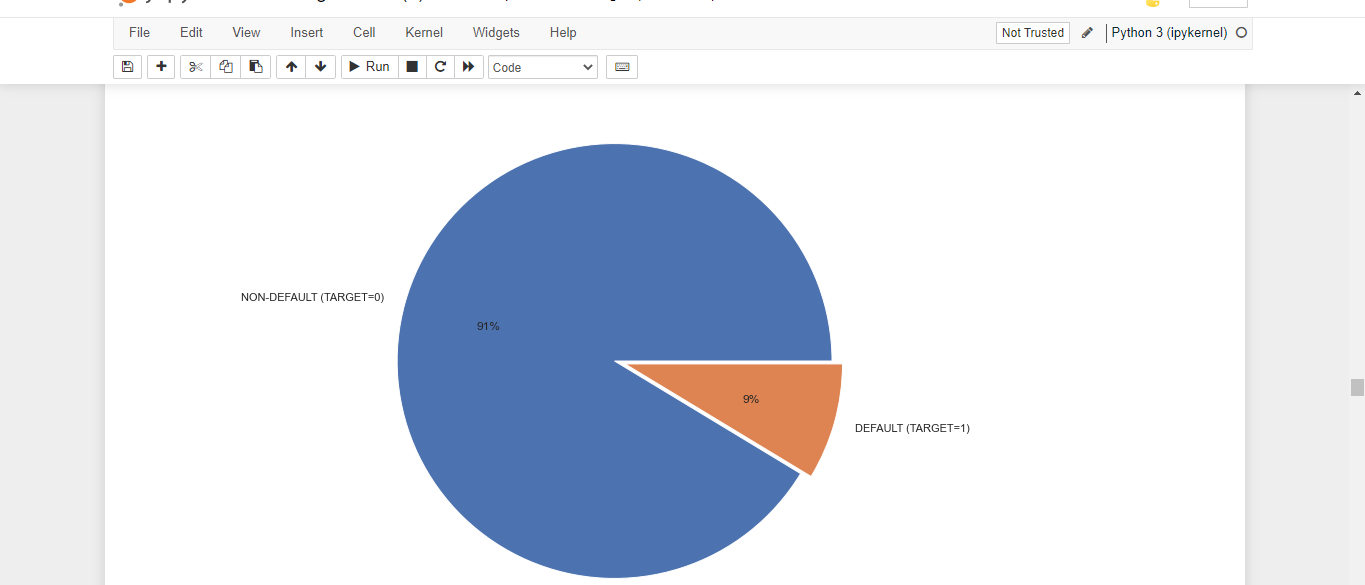 File Edit View Insert Cell Kernel Widgets Help
Not Trusted
Python 3 (ipykernel)
Run
Code
NON-DEFAULT (TARGET=0)
91%
9%
DEFAULT (TARGET=1)